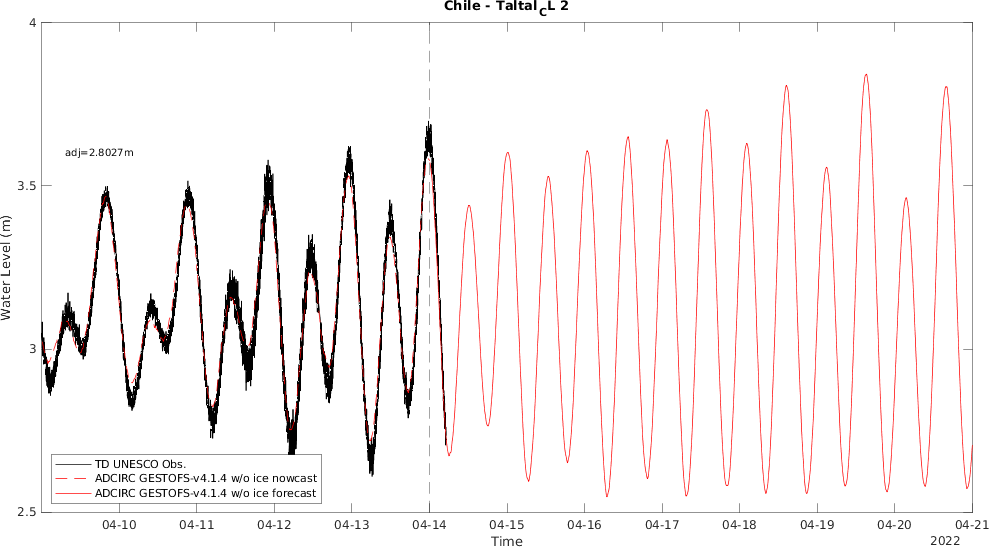 Chile - TaltalCL 2
4
3.5
3
2.5
Water Level (m)
adj=2.8027m
TD UNESCO Obs.
ADCIRC GESTOFS-v4.1.4 w/o ice nowcast
ADCIRC GESTOFS-v4.1.4 w/o ice forecast
04-10 04-11 04-12 04-13 04-14 04-15 04-16 04-17 04-18 04-19 04-20 04-21
Time
2022